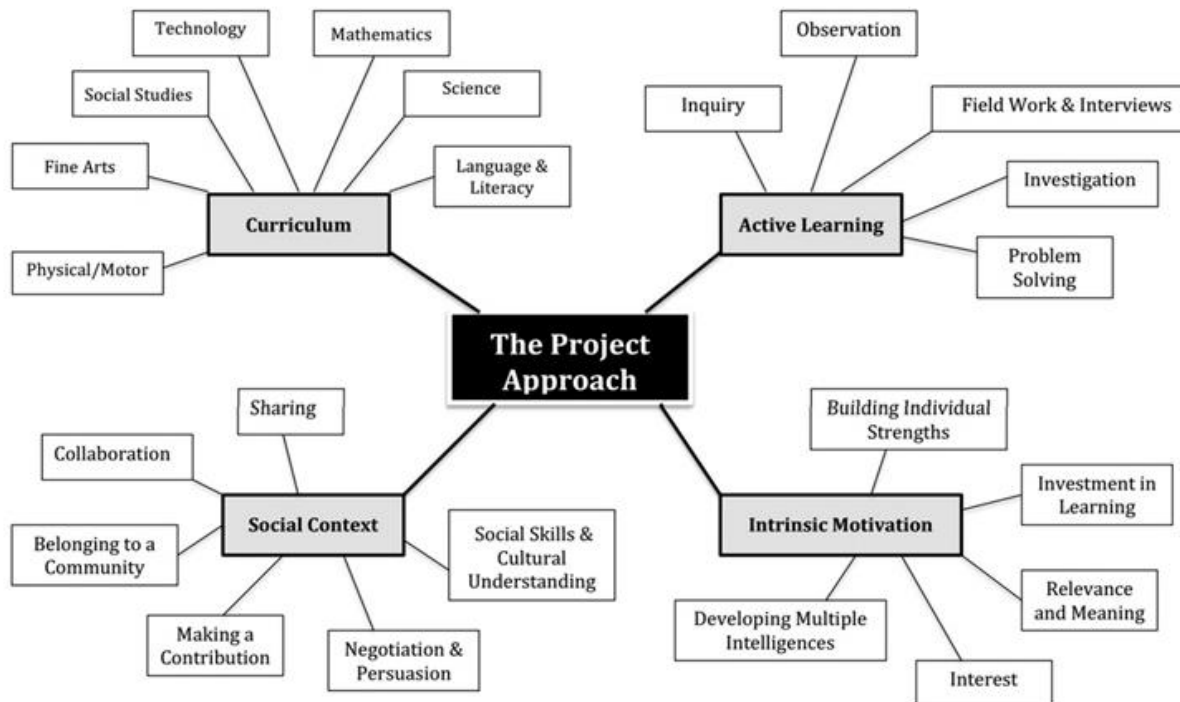 Technology
Mathematics
Observation
Social Studies
Science
Inquiry
Field Work & Interviews
Fine Arts
Language &
Literacy
Investigation
Curriculum
Active Learning
Physical/Motor
Problem
Solving
The Project
Approach
Sharing
Building Individual
Strengths
Collaboration
Investment in
Learning
Social Context
Intrinsic Motivation
Belonging to a
Community
Social Skills &
Cultural
Understanding
Making a
Contribution
Negotiation &
Persuasion
Developing Multiple
Intelligences
Relevance
and Meaning
Interest